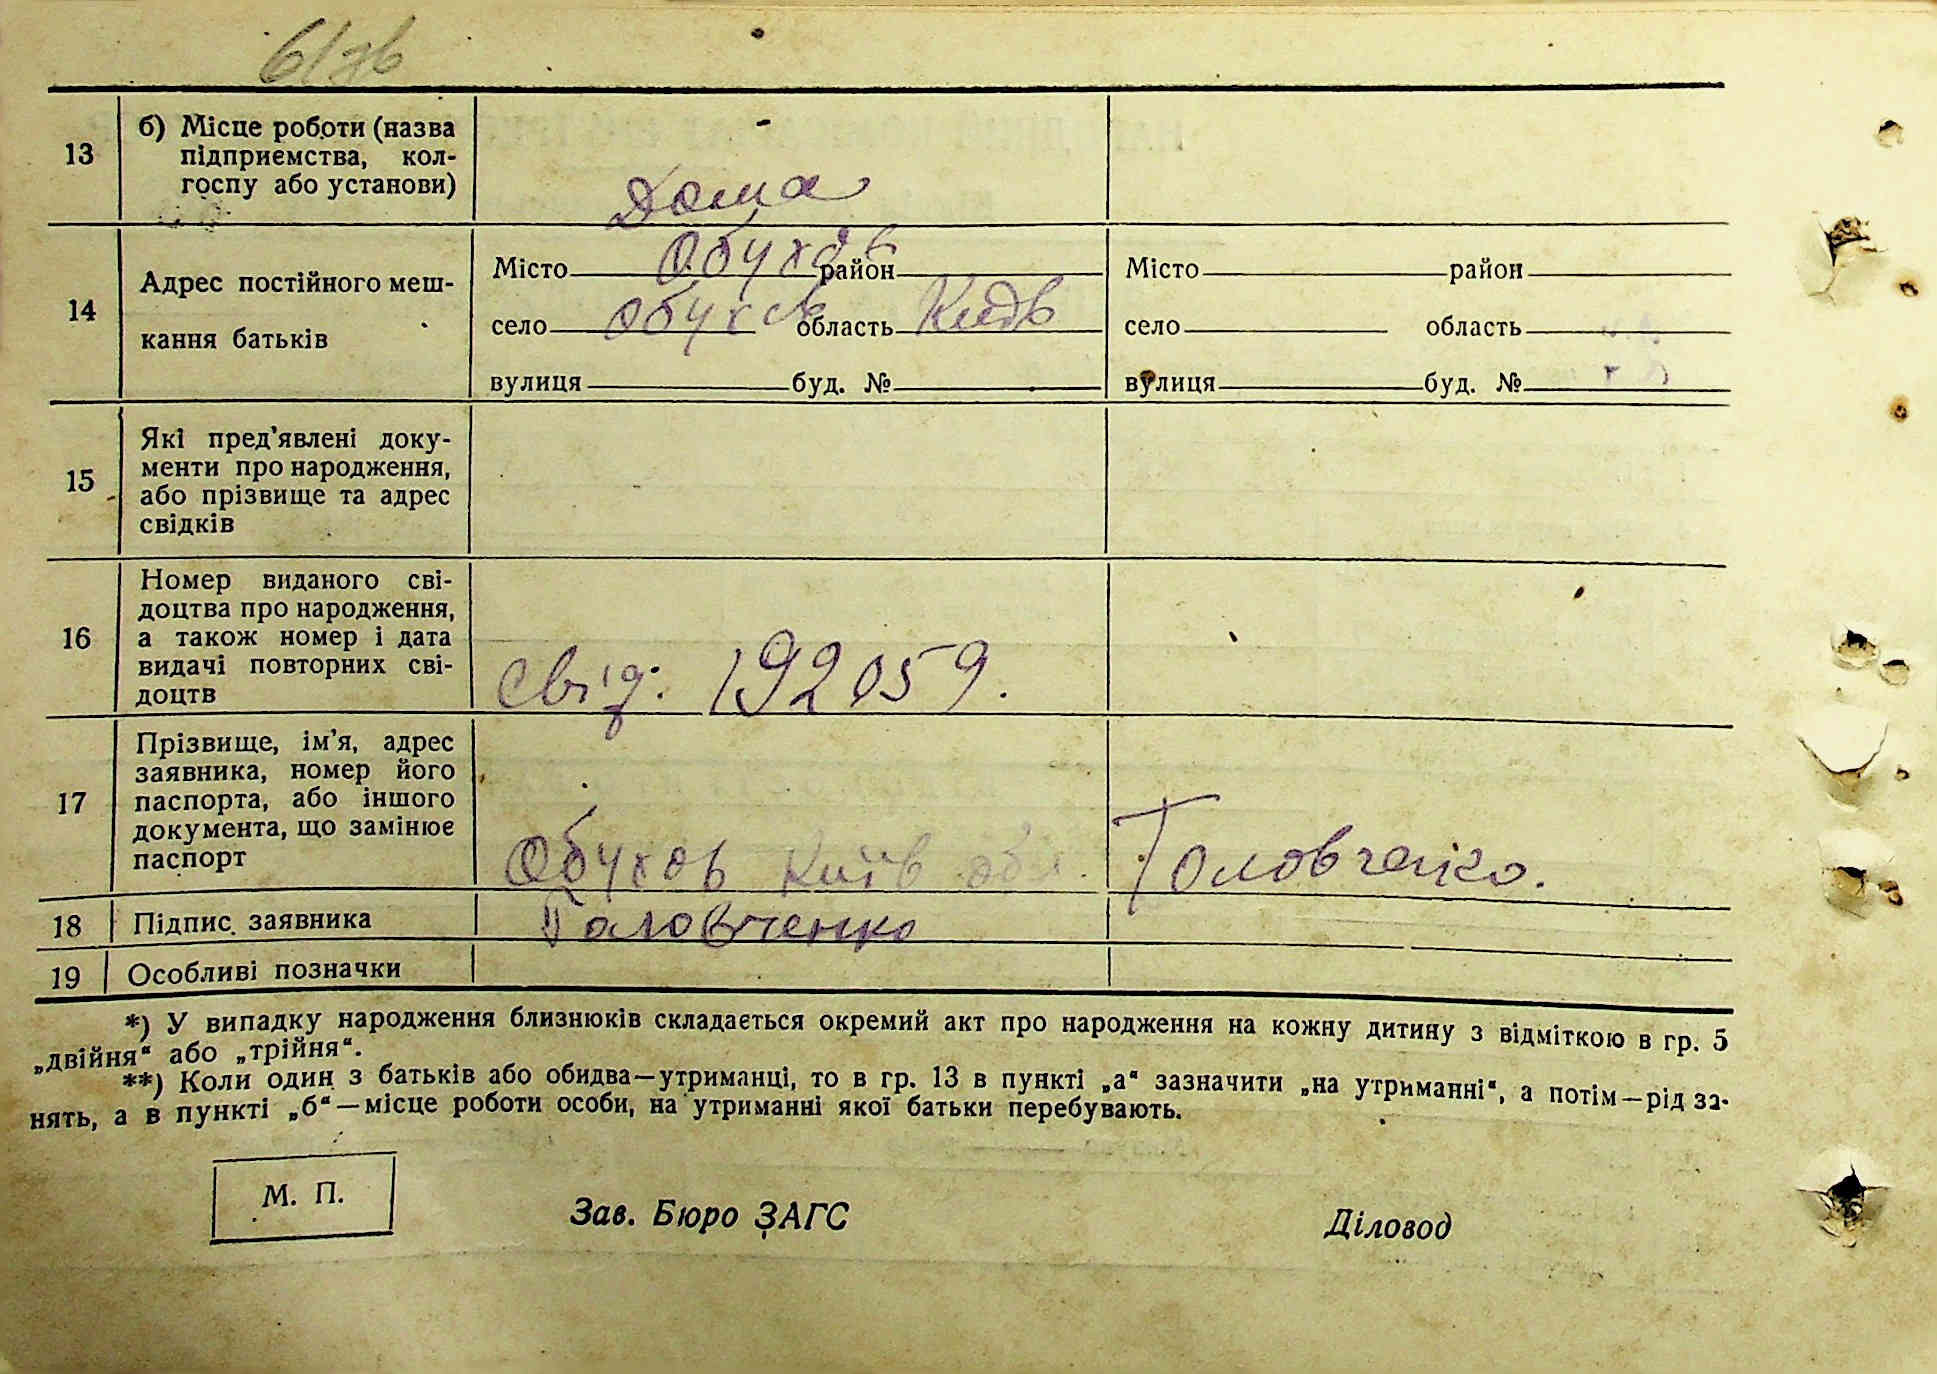 13
б) Місце роботи (назва
підприємства, кол-
госпу або установи)
Дома
14
Адрес постійного меш-
кання батьків
Місто Обухов район
село Обухов область Київ
вулиця буд. №
Місто район
село область
вулиця буд. №
15
Які пред'явлені доку-
менти про народження,
або прізвище та адрес
свідків
16
Номер виданого сві-
доцтва про народження,
а також номер і дата
видачі повторних сві-
доцтв
Свід. 192059.
17
Прізвище, ім'я, адрес
заявника, номер його
паспорта, або іншого
документа, що замінює
паспорт
Обухов Київ обл. Головченко.
18 Підпис заявника Головченко
19 Особливі позначки
*) У випадку народження близнюків складається окремий акт про народження на кожну дитину з відміткою в гр. 5
„двійня“ або „трійня“.
**) Коли один з батьків або обидва—утриманці, то в гр. 13 в пункті „а“ зазначити „на утриманні“, а потім—рід за-
нять, а в пункті „б“—місце роботи особи, на утриманні якої батьки перебувають.
М. П.
Зав. Бюро ЗАГС
Діловод